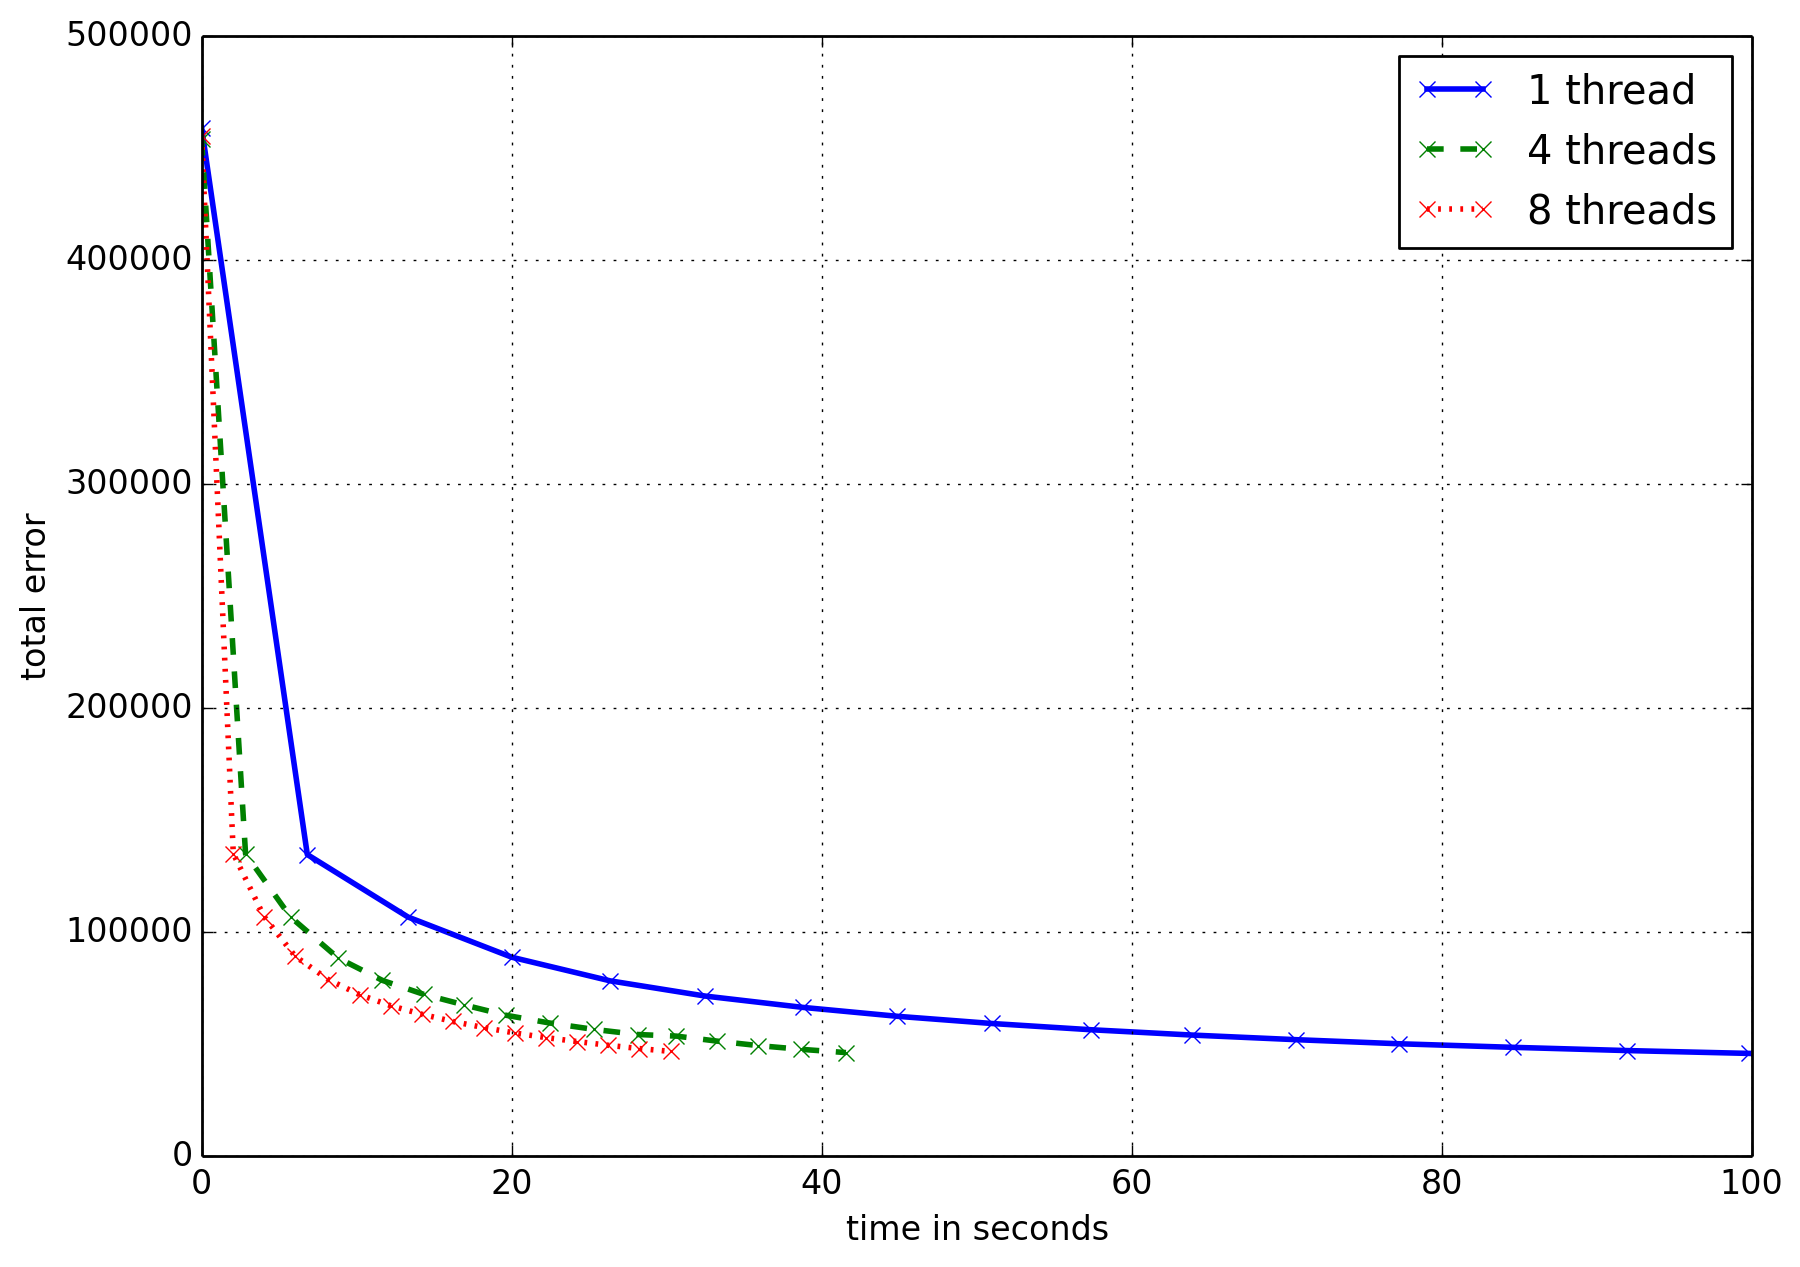 500000
400000
300000
200000
100000
0
total error
0 20 40 60 80 100
time in seconds
1 thread
4 threads
8 threads